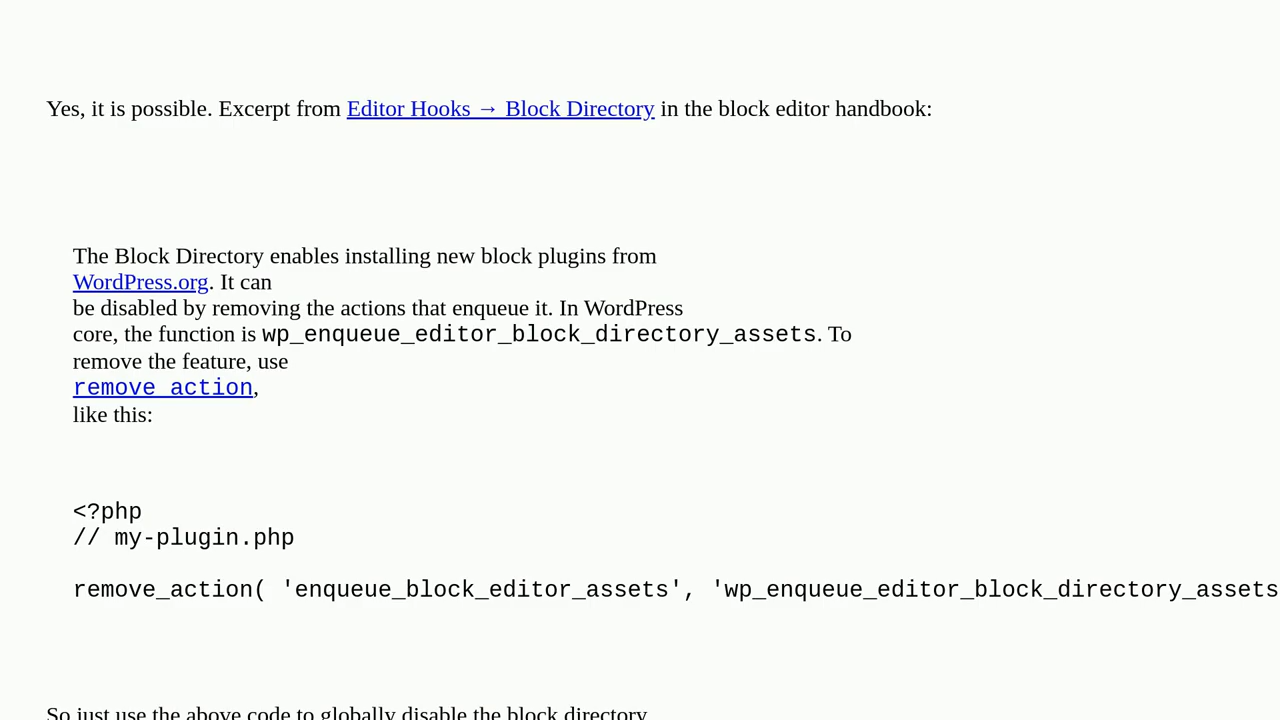 Yes, it is possible. Excerpt from Editor Hooks → Block Directory in the block editor handbook:
The Block Directory enables installing new block plugins from
WordPress.org. It can
be disabled by removing the actions that enqueue it. In WordPress
core, the function is wp_enqueue_editor_block_directory_assets. To
remove the feature, use
remove_action,
like this:
<?php
// my-plugin.php
remove_action( 'enqueue_block_editor_assets', 'wp_enqueue_editor_block_directory_assets
So just use the above code to globally disable the block directory